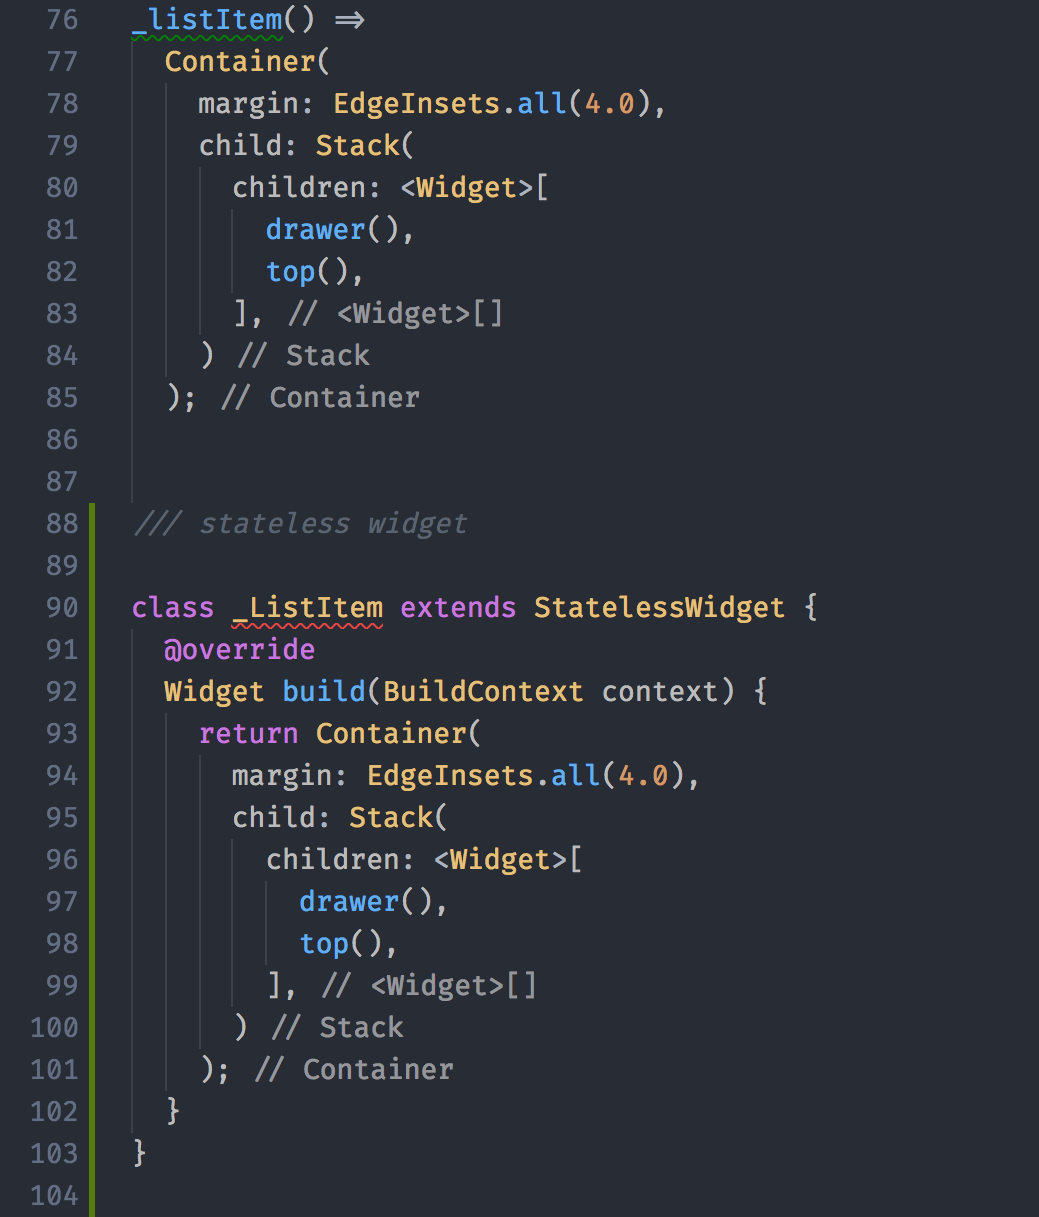 76 _listItem() =>
77 Container(
78 margin: EdgeInsets.all(4.0),
79 child: Stack(
80 children: <Widget>[
81 drawer(),
82 top(),
83 ], // <Widget>[]
84 ) // Stack
85 ); // Container
86
87
88 /// stateless widget
89
90 class _ListItem extends StatelessWidget {
91 @override
92 Widget build(BuildContext context) {
93 return Container(
94 margin: EdgeInsets.all(4.0),
95 child: Stack(
96 children: <Widget>[
97 drawer(),
98 top(),
99 ], // <Widget>[]
100 ) // Stack
101 ); // Container
102 }
103 }
104